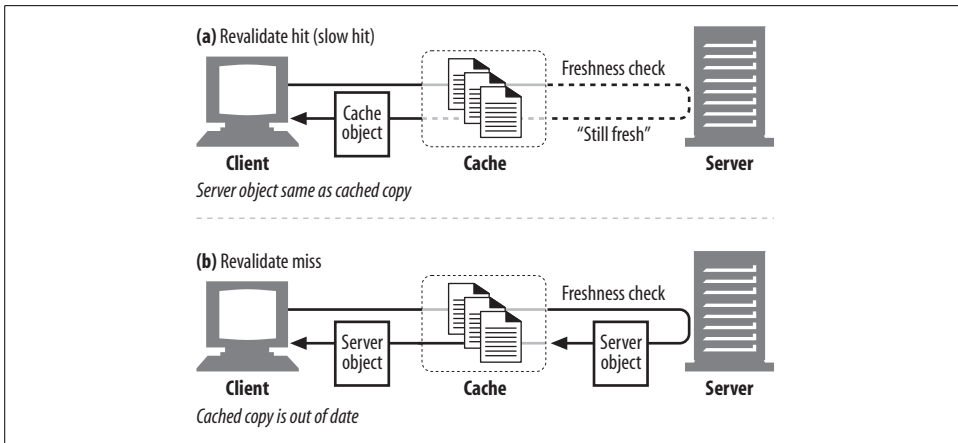 (a) Revalidate hit (slow hit)
Freshness check
Cache
object
“Still fresh”
Client
Cache
Server
Server object same as cached copy
(b) Revalidate miss
Freshness check
Server
object
Server
object
Client
Cache
Server
Cached copy is out of date